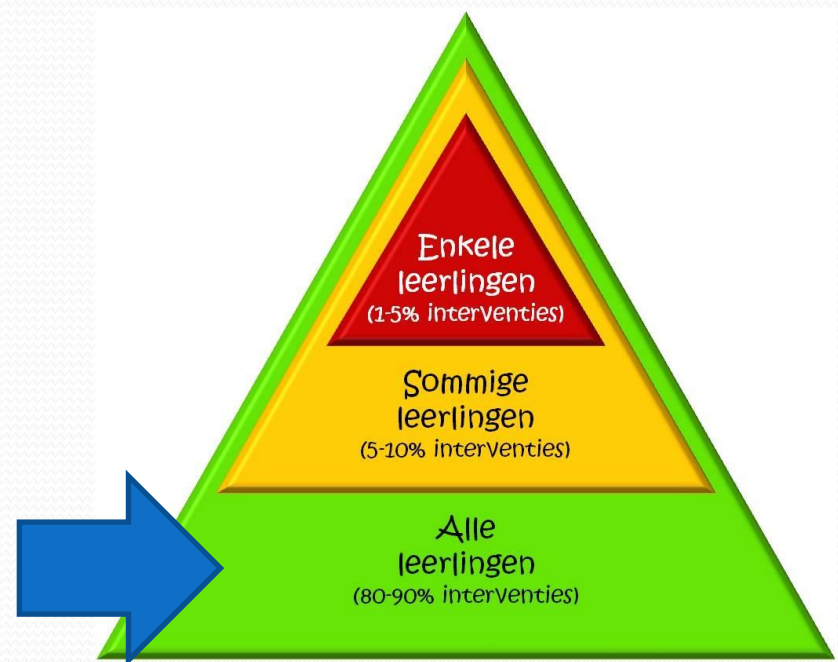 Enkele
leerlingen
(1-5% interventies)
Sommige
leerlingen
(5-10% interventies)
Alle
leerlingen
(80-90% interventies)